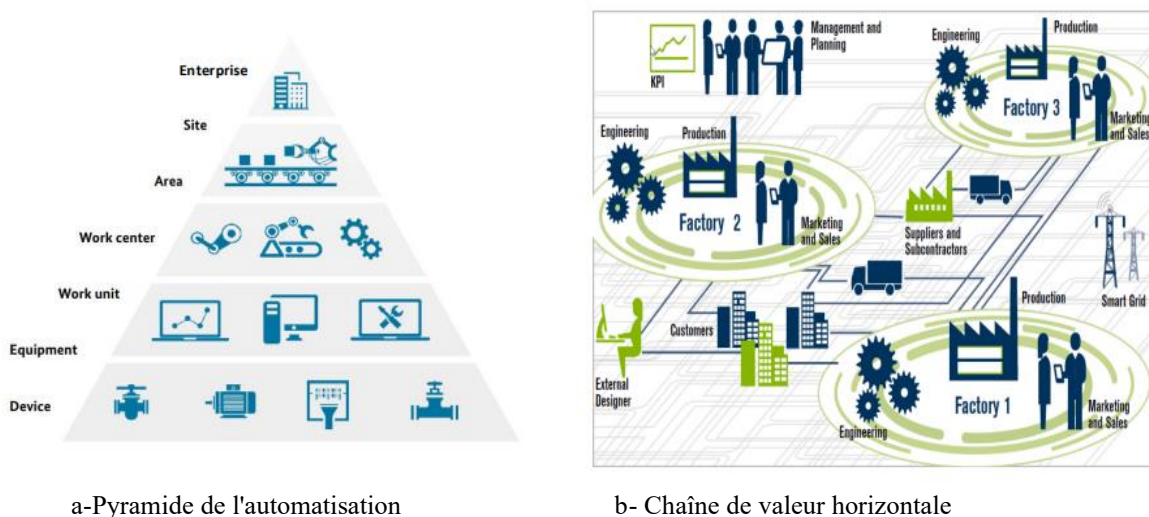 Enterprise
Site
Area
Work center
Work unit
Equipment
Device
Management and
Planning
KPI
Engineering
Production
Factory 3
Marketing
and Sales
Engineering
Production
Factory 2
Marketing
and Sales
Suppliers and
Subcontractors
Smart Grid
Customers
External
Designer
Production
Factory 1
Engineering
Marketing
and Sales
a-Pyramide de l'automatisation
b- Chaîne de valeur horizontale